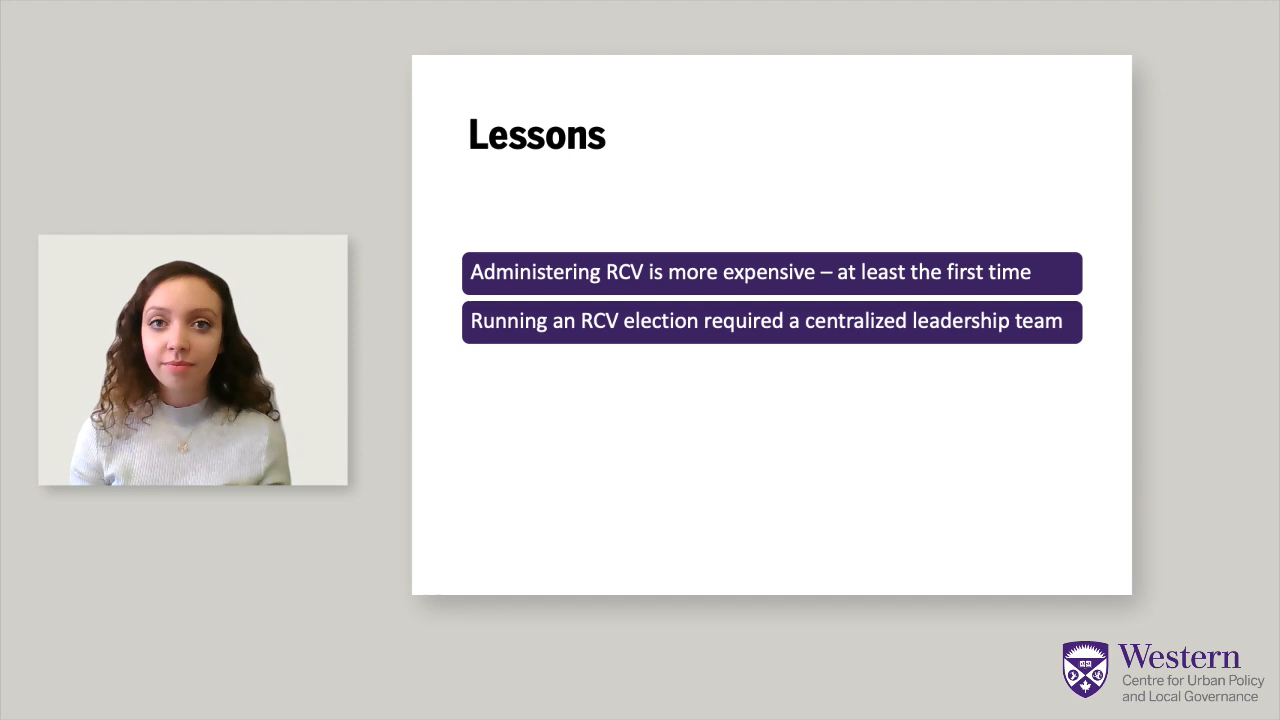 Lessons
Administering RCV is more expensive – at least the first time
Running an RCV election required a centralized leadership team
Western
Centre for Urban Policy
and Local Governance